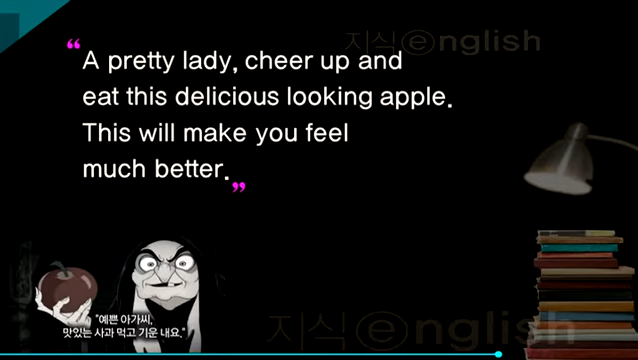 지식ⓔnglish
“A pretty lady, cheer up and
eat this delicious looking apple.
This will make you feel
much better.”
"예쁜 아가씨,
맛있는 사과 먹고 기운 내요."
지식ⓔnglish